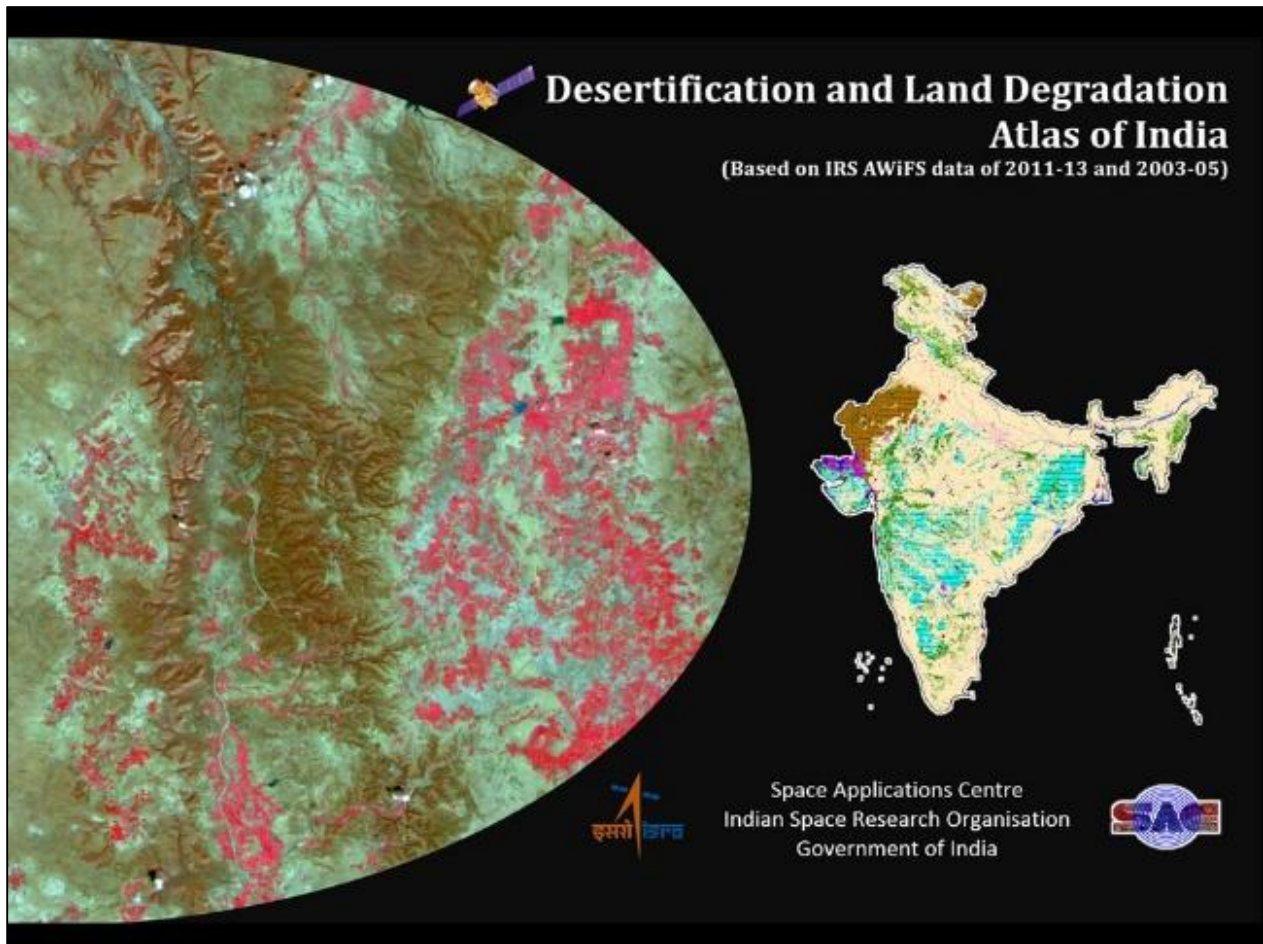 Desertification and Land Degradation
Atlas of India
(Based on IRS AWiFS data of 2011-13 and 2003-05)
Space Applications Centre
Indian Space Research Organisation
Government of India
इसरो isro
SAC